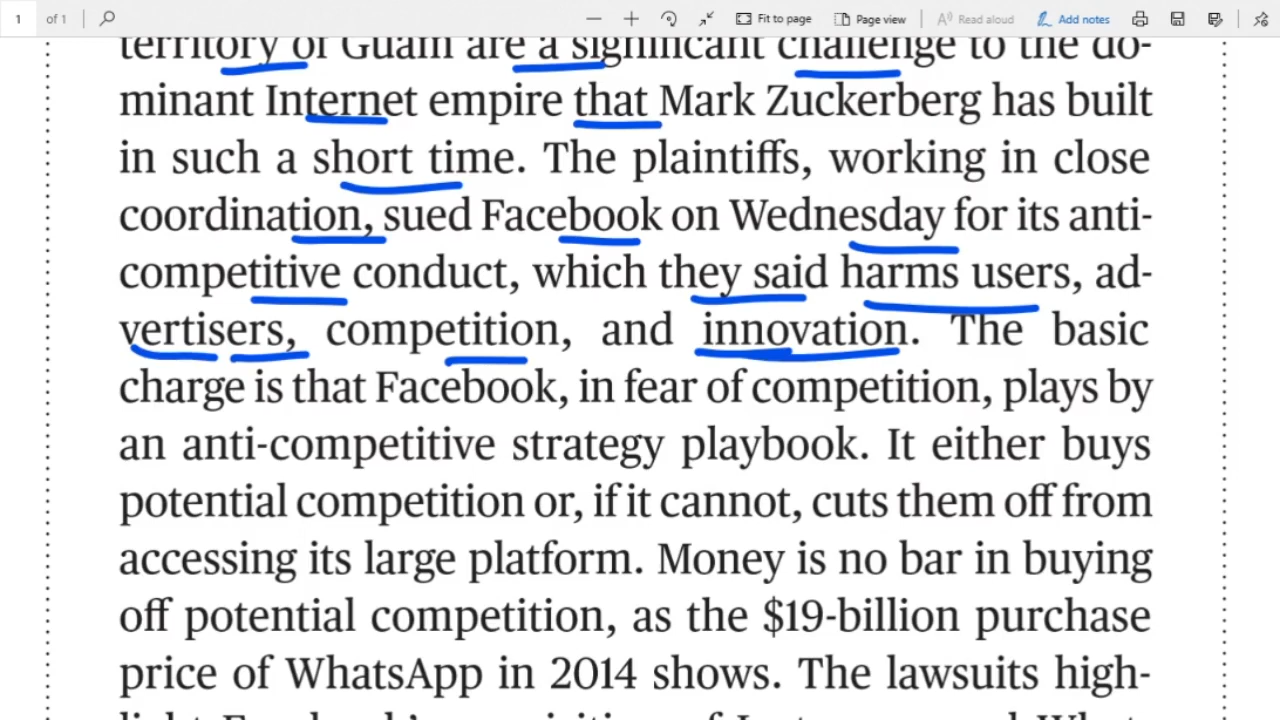 1 of 1 Fit to page Page view Read aloud Add notes
territory of Guam are a significant challenge to the do-
minant Internet empire that Mark Zuckerberg has built
in such a short time. The plaintiffs, working in close
coordination, sued Facebook on Wednesday for its anti-
competitive conduct, which they said harms users, ad-
vertisers, competition, and innovation. The basic
charge is that Facebook, in fear of competition, plays by
an anti-competitive strategy playbook. It either buys
potential competition or, if it cannot, cuts them off from
accessing its large platform. Money is no bar in buying
off potential competition, as the $19-billion purchase
price of WhatsApp in 2014 shows. The lawsuits high-